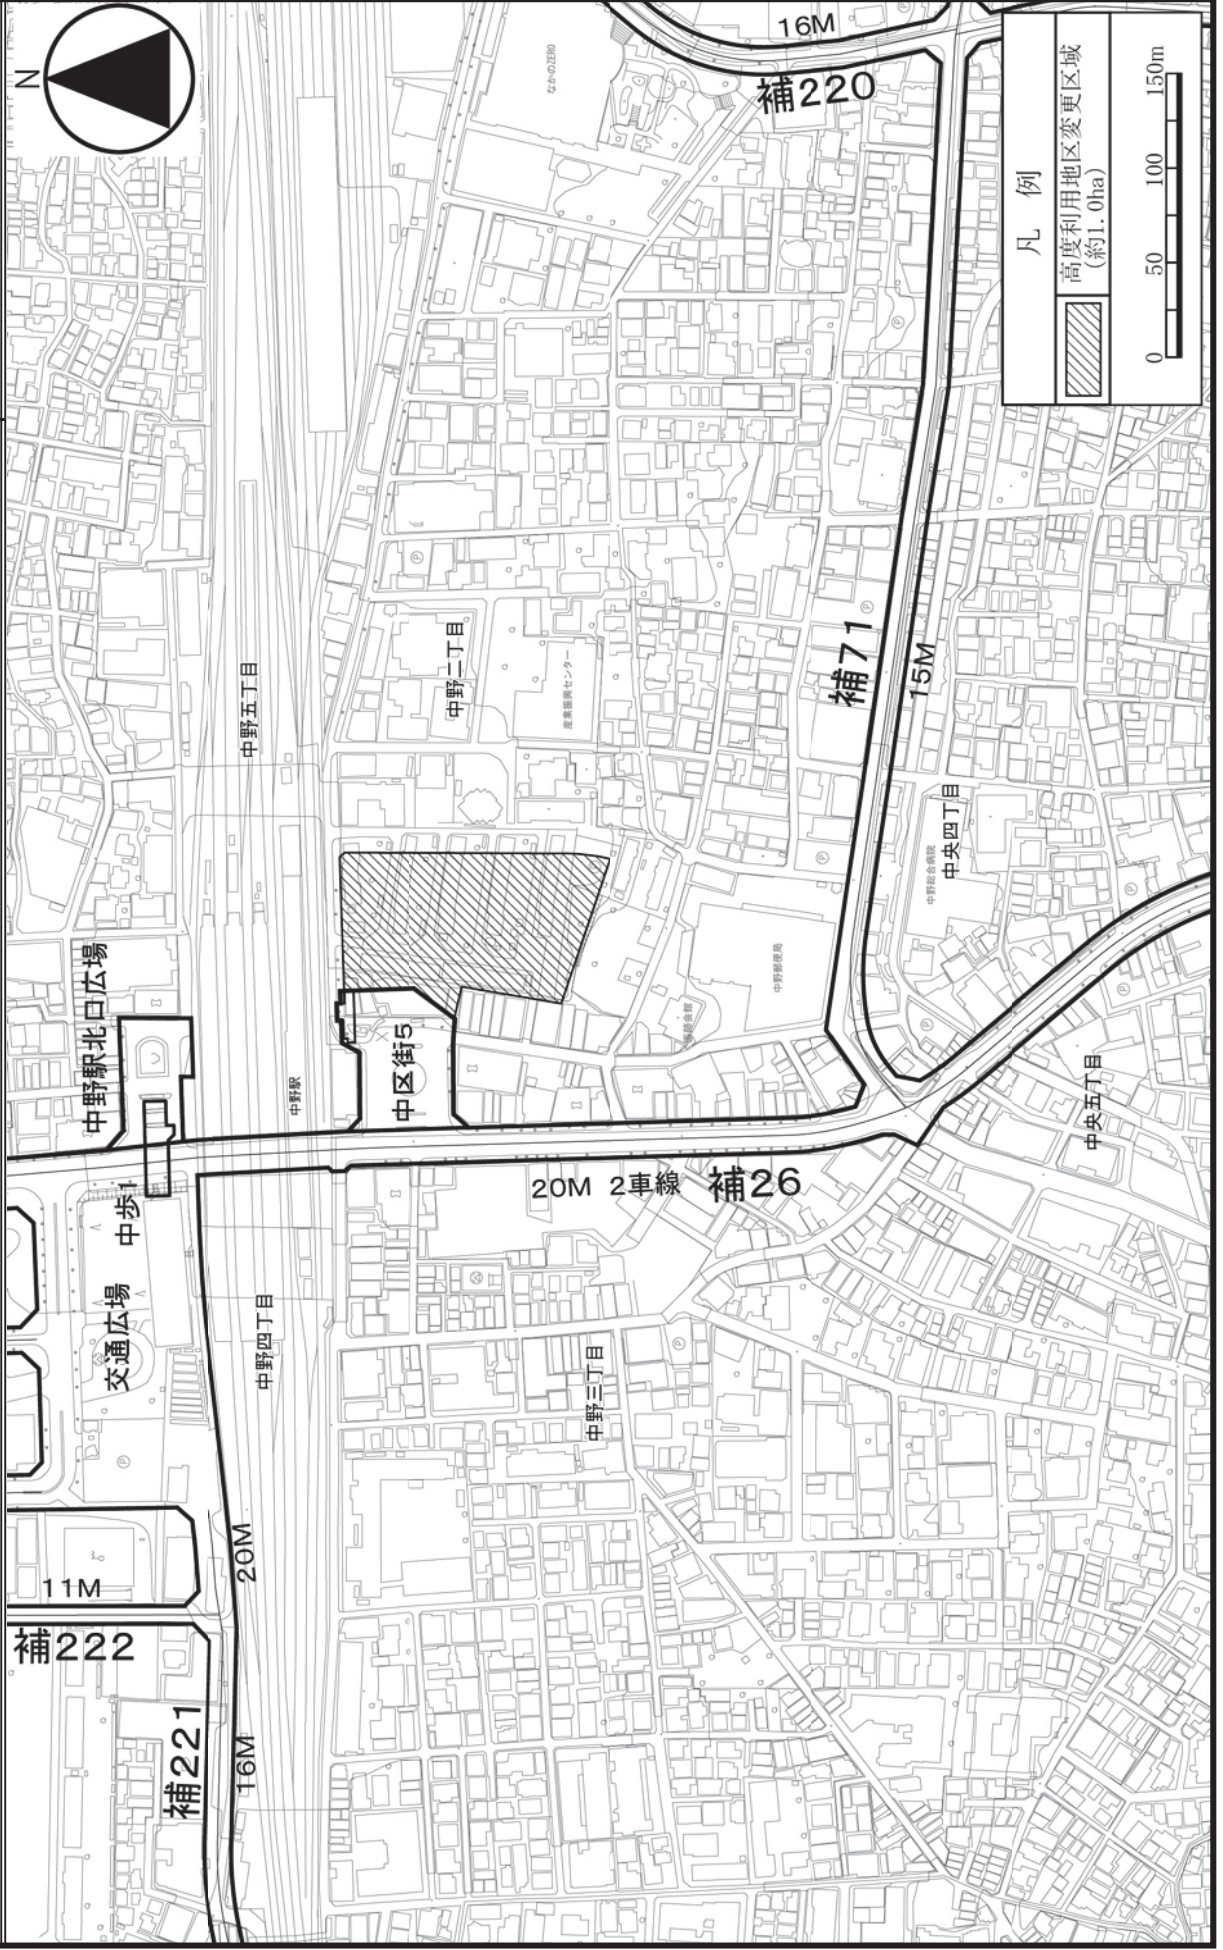 N
なかのZERO
16M
補220
凡 例
高度利用地区変更区域
(約1.0ha)
0 50 100 150m
中野五丁目
中野二丁目
産業振興センター
補71
15M
中野総合病院
中央四丁目
中野駅北口広場
中野駅
中区街5
医師会館
中野郵便局
中央五丁目
中歩1
交通広場
中野四丁目
20M 2車線 補26
中野三丁目
11M
補222
20M
補221
16M